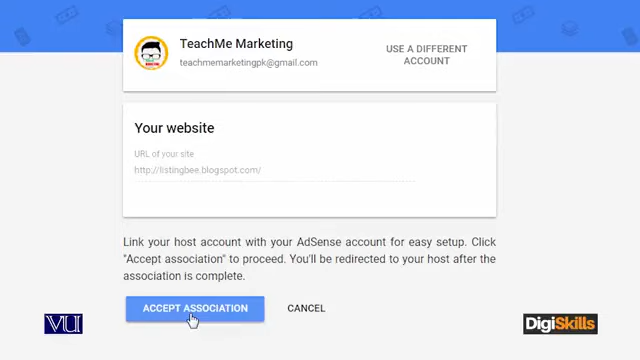 TeachMe Marketing
teachmemarketingpk@gmail.com
USE A DIFFERENT
ACCOUNT
Your website
URL of your site
http://listingbee.blogspot.com/
Link your host account with your AdSense account for easy setup. Click
"Accept association" to proceed. You'll be redirected to your host after the
association is complete.
ACCEPT ASSOCIATION
CANCEL
VU
DigiSkills